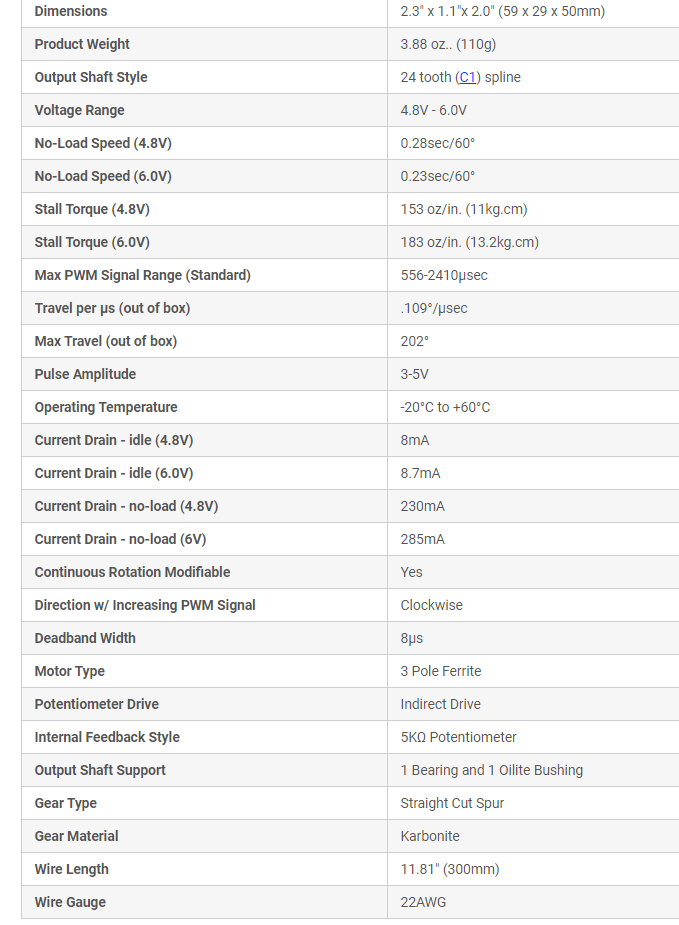 Dimensions 2.3" x 1.1"x 2.0" (59 x 29 x 50mm)
Product Weight 3.88 oz.. (110g)
Output Shaft Style 24 tooth (C1) spline
Voltage Range 4.8V - 6.0V
No-Load Speed (4.8V) 0.28sec/60°
No-Load Speed (6.0V) 0.23sec/60°
Stall Torque (4.8V) 153 oz/in. (11kg.cm)
Stall Torque (6.0V) 183 oz/in. (13.2kg.cm)
Max PWM Signal Range (Standard) 556-2410μsec
Travel per μs (out of box) .109°/μsec
Max Travel (out of box) 202°
Pulse Amplitude 3-5V
Operating Temperature -20°C to +60°C
Current Drain - idle (4.8V) 8mA
Current Drain - idle (6.0V) 8.7mA
Current Drain - no-load (4.8V) 230mA
Current Drain - no-load (6V) 285mA
Continuous Rotation Modifiable Yes
Direction w/ Increasing PWM Signal Clockwise
Deadband Width 8μs
Motor Type 3 Pole Ferrite
Potentiometer Drive Indirect Drive
Internal Feedback Style 5KΩ Potentiometer
Output Shaft Support 1 Bearing and 1 Oilite Bushing
Gear Type Straight Cut Spur
Gear Material Karbonite
Wire Length 11.81" (300mm)
Wire Gauge 22AWG